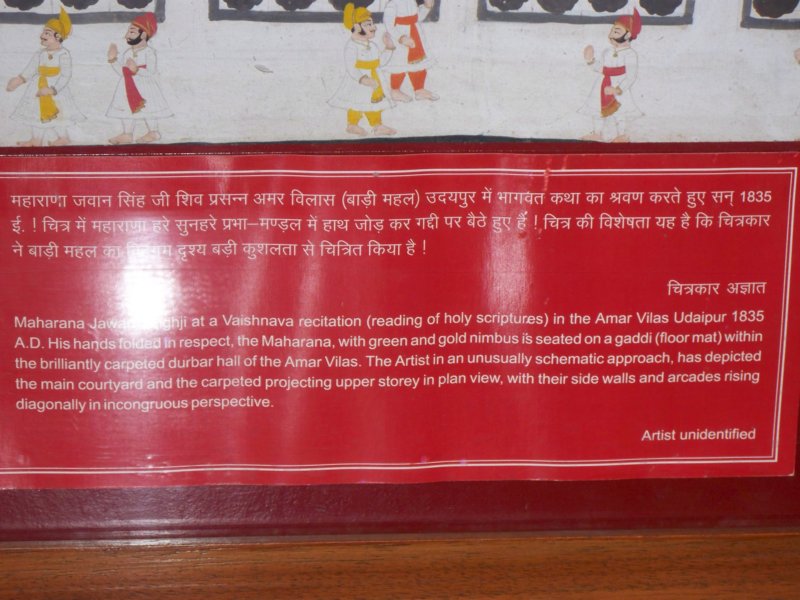 महाराणा जवान सिंह जी शिव प्रसन्न अमर विलास (बाड़ी महल) उदयपुर में भागवत कथा का श्रवण करते हुए सन् 1835
ई. ! चित्र में महाराणा हरे सुनहरे प्रभा–मण्डल में हाथ जोड़ कर गद्दी पर बैठे हुए हैं ! चित्र की विशेषता यह है कि चित्रकार
ने बाड़ी महल का दृश्य बड़ी कुशलता से चित्रित किया है !
चित्रकार अज्ञात
Maharana at a Vaishnava recitation (reading of holy scriptures) in the Amar Vilas Udaipur 1835
A.D. His hands folded in respect, the Maharana, with green and gold nimbus is seated on a gaddi (floor mat) within
the brilliantly carpeted durbar hall of the Amar Vilas. The Artist in an unusually schematic approach, has depicted
the main courtyard and the carpeted projecting upper storey in plan view, with their side walls and arcades rising
diagonally in incongruous perspective.
Artist unidentified